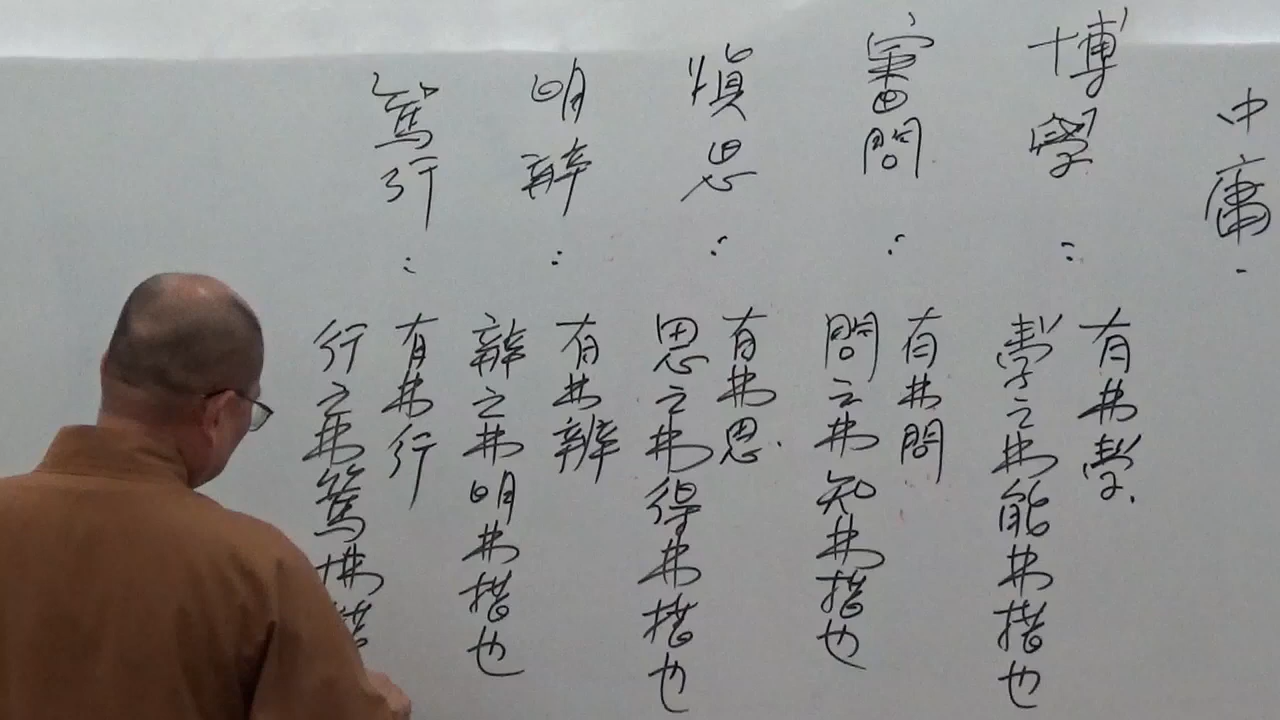 中庸.
博學：有弗學.
學之弗能弗措也
審問：有弗問
問之弗知弗措也
慎思：有弗思.
思之弗得弗措也
明辨：有弗辨
辨之弗明弗措也
篤行：有弗行
行之弗篤弗措